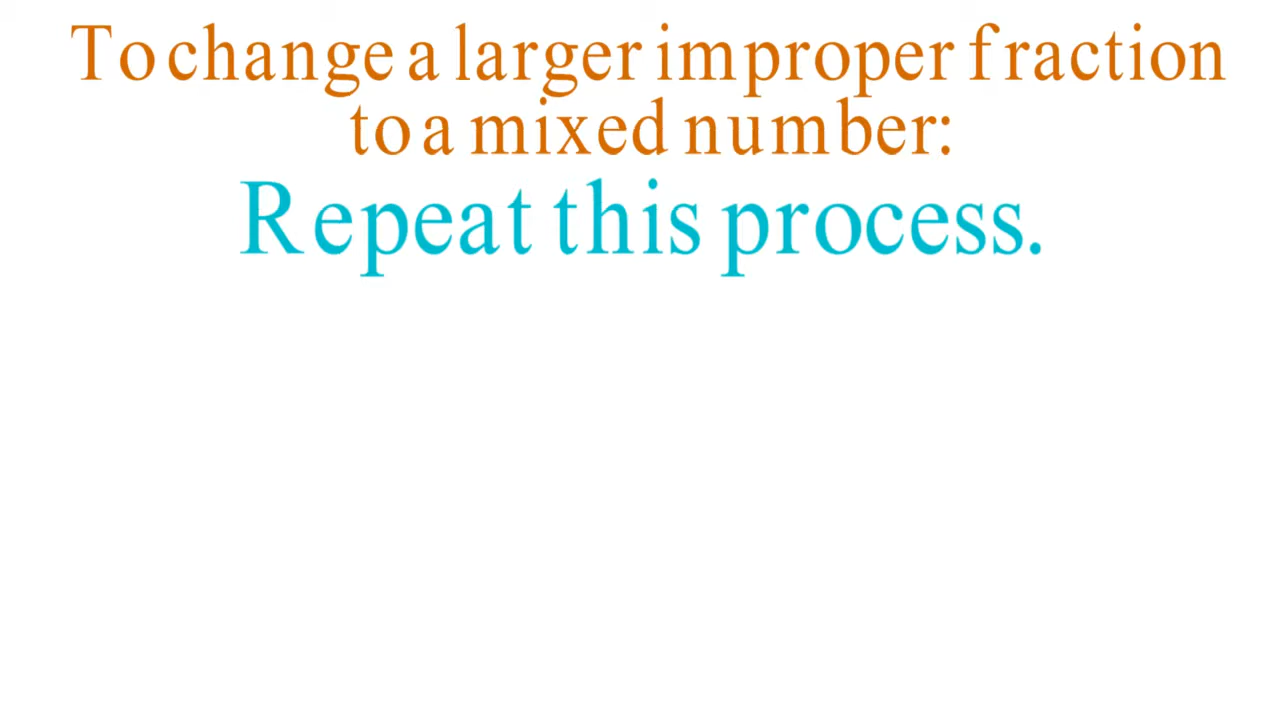 To change a larger improper fraction
to a mixed number:
Repeat this process.